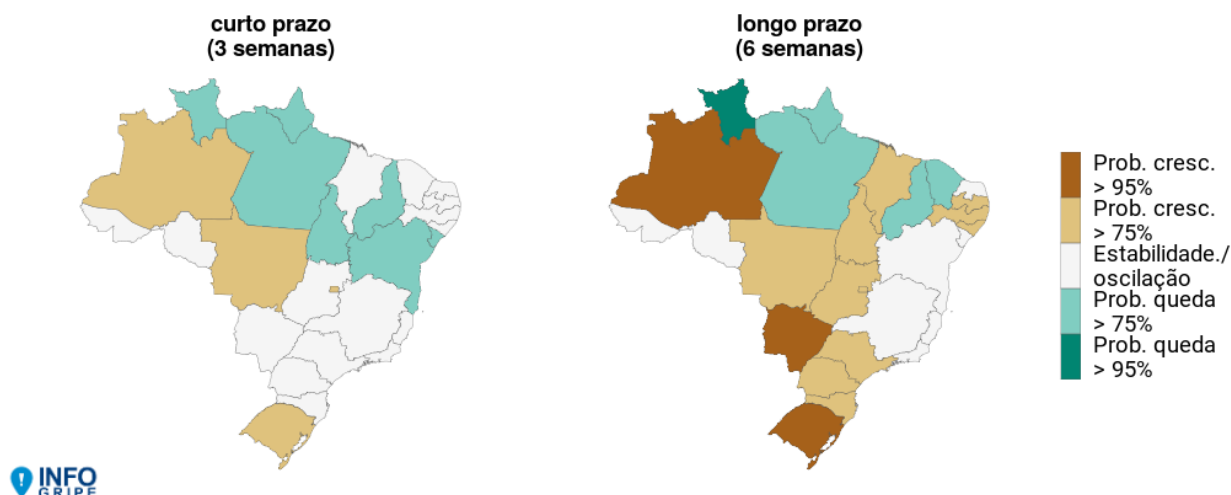 curto prazo
(3 semanas)
longo prazo
(6 semanas)
Prob. cresc.
> 95%
Prob. cresc.
> 75%
Estabilidade./
oscilação
Prob. queda
> 75%
Prob. queda
> 95%
INFO
GRIPE